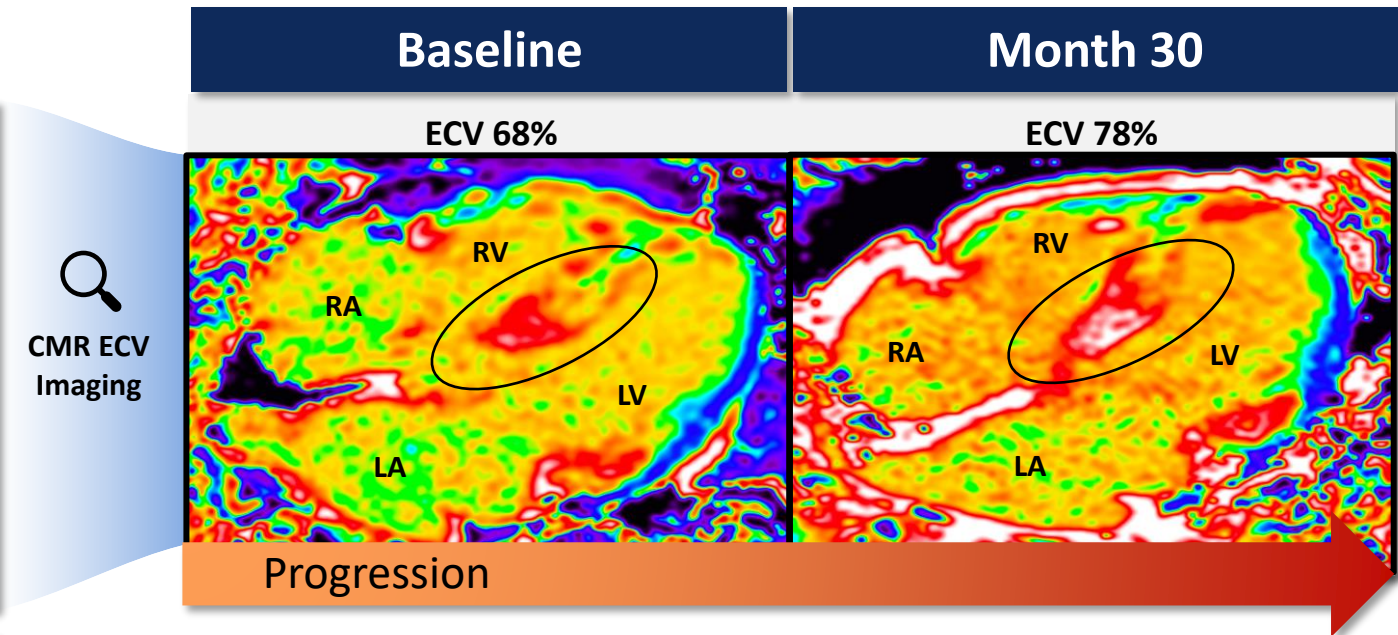 Baseline
Month 30
ECV 68%
ECV 78%
CMR ECV
Imaging
RV
RA
LV
LA
RV
RA
LV
LA
Progression